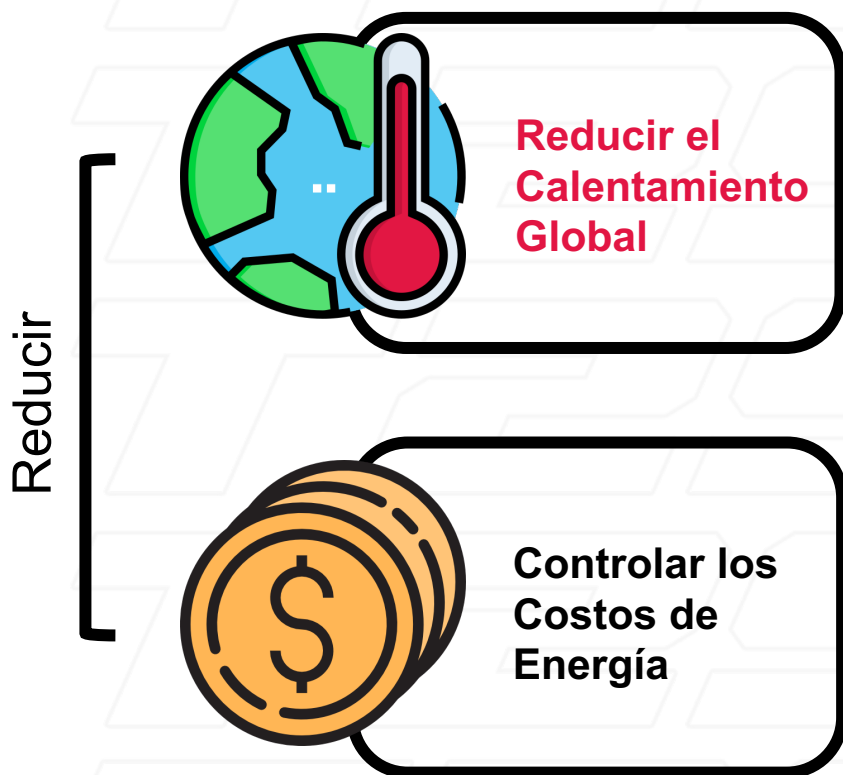 Reducir
Reducir el
Calentamiento
Global
$
Controlar los
Costos de
Energía